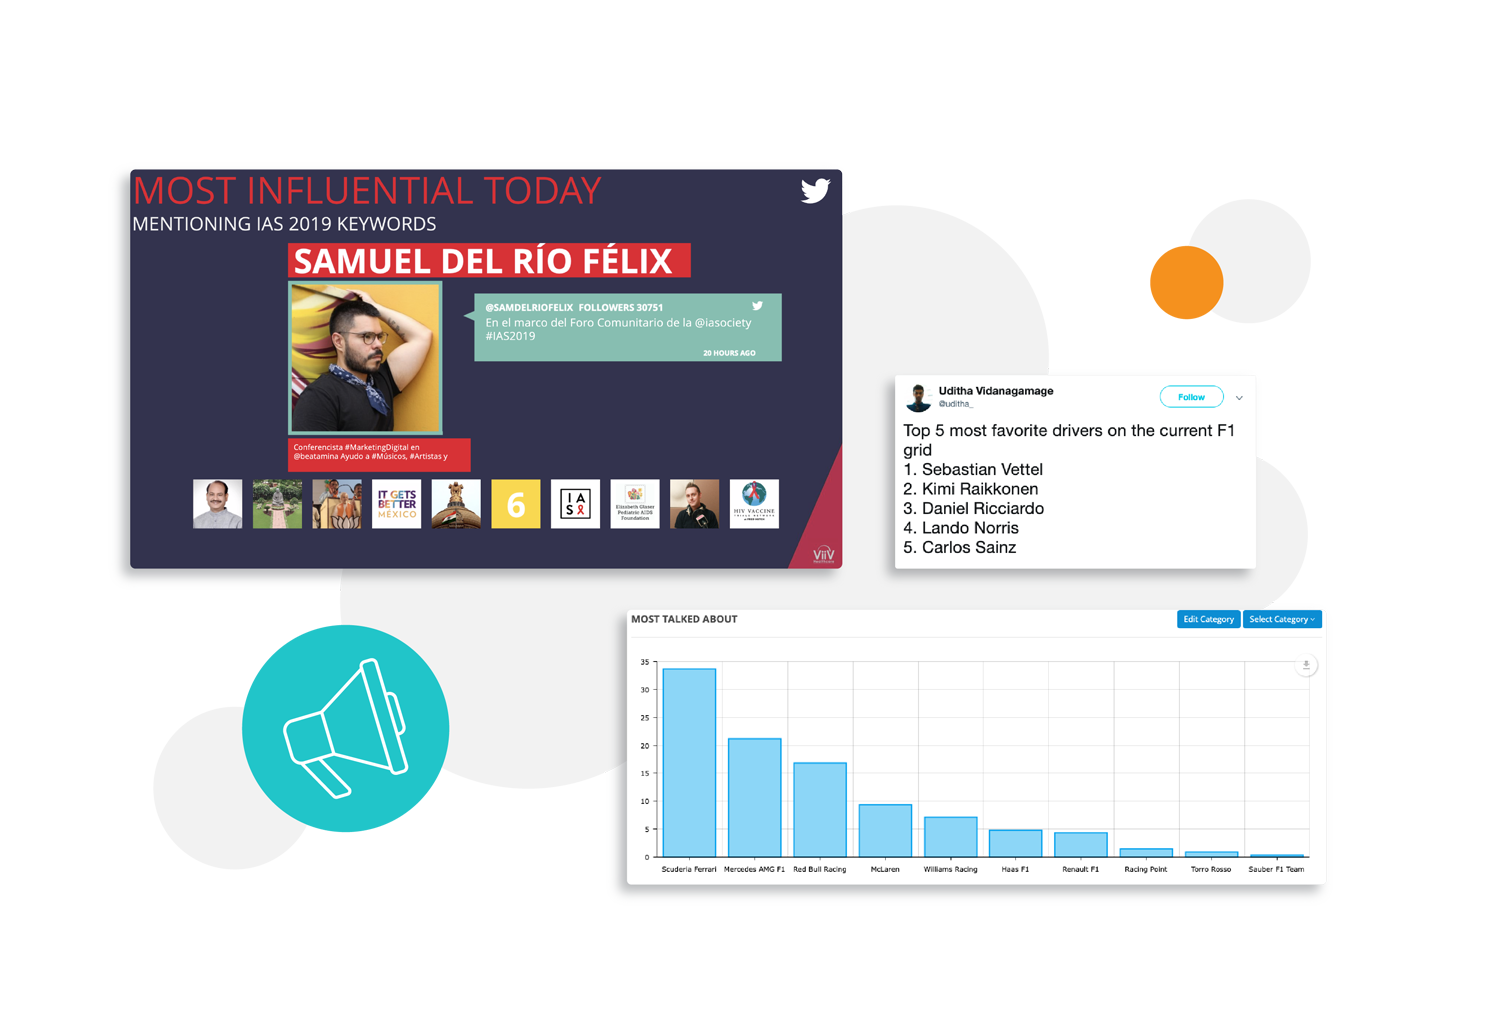 MOST INFLUENTIAL TODAY
MENTIONING IAS 2019 KEYWORDS
SAMUEL DEL RÍO FÉLIX
@SAMDELRIOFELIX FOLLOWERS 30751
En el marco del Foro Comunitario de la @iasociety
#IAS2019
20 HOURS AGO
Conferencista #MarketingDigital en
@beatamina Ayudo a #Músicos, #Artistas y
IT GETS
BETTER
MÉXICO
6
I A
S
Elizabeth Glaser
Pediatric AIDS
Foundation
HIV VACCINE
TRIALS NETWORK
ViiV
Healthcare
Uditha Vidanagamage
@uditha_
Follow
Top 5 most favorite drivers on the current F1
grid
1. Sebastian Vettel
2. Kimi Raikkonen
3. Daniel Ricciardo
4. Lando Norris
5. Carlos Sainz
MOST TALKED ABOUT
Edit Category
Select Category
35
30
25
20
15
10
5
0
Scuderia Ferrari Mercedes AMG F1 Red Bull Racing McLaren Williams Racing Haas F1 Renault F1 Racing Point Torro Rosso Sauber F1 Team